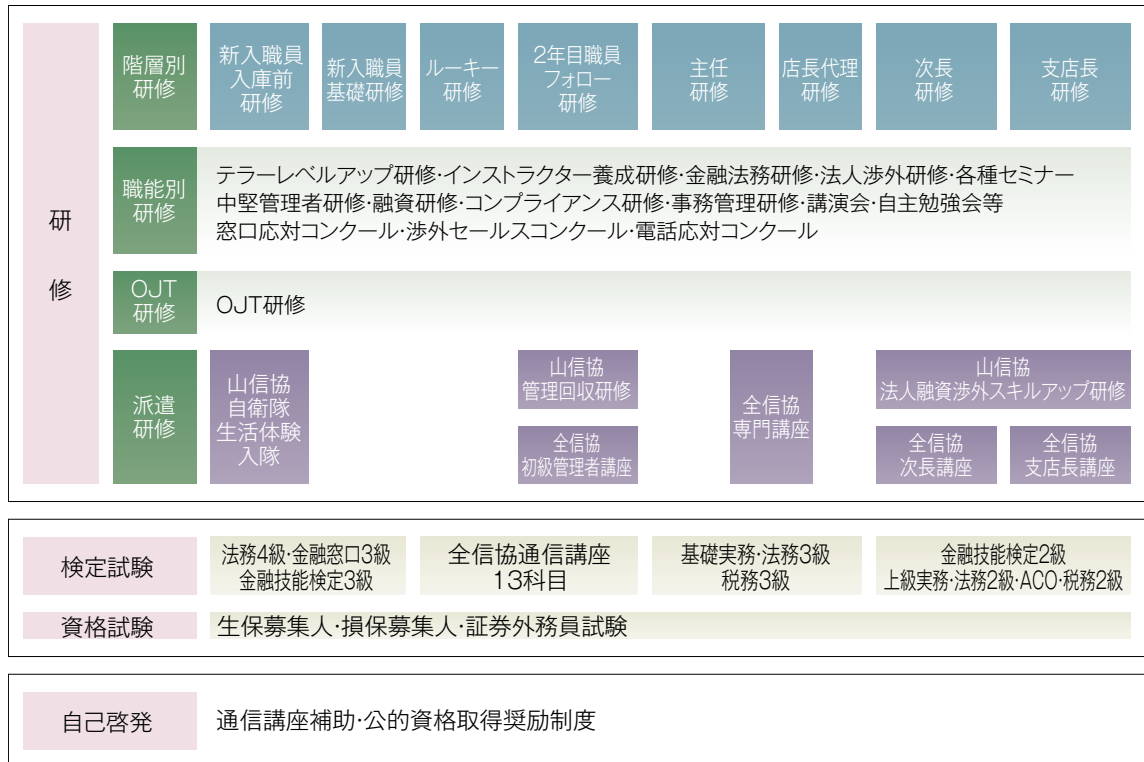 研修
階層別
研修
新入職員
入庫前
研修
新入職員
基礎研修
ルーキー
研修
2年目職員
フォロー
研修
主任
研修
店長代理
研修
次長
研修
支店長
研修
職能別
研修
テラーレベルアップ研修･インストラクター養成研修･金融法務研修･法人渉外研修･各種セミナー
中堅管理者研修･融資研修･コンプライアンス研修･事務管理研修･講演会･自主勉強会等
窓口応対コンクール･渉外セールスコンクール･電話応対コンクール
OJT
研修
OJT研修
派遣
研修
山信協
自衛隊
生活体験
入隊
山信協
管理回収研修
全信協
初級管理者講座
全信協
専門講座
山信協
法人融資渉外スキルアップ研修
全信協
次長講座
全信協
支店長講座
検定試験
法務4級･金融窓口3級
金融技能検定3級
全信協通信講座
13科目
基礎実務･法務3級
税務3級
金融技能検定2級
上級実務･法務2級･ACO･税務2級
資格試験
生保募集人･損保募集人･証券外務員試験
自己啓発
通信講座補助･公的資格取得奨励制度